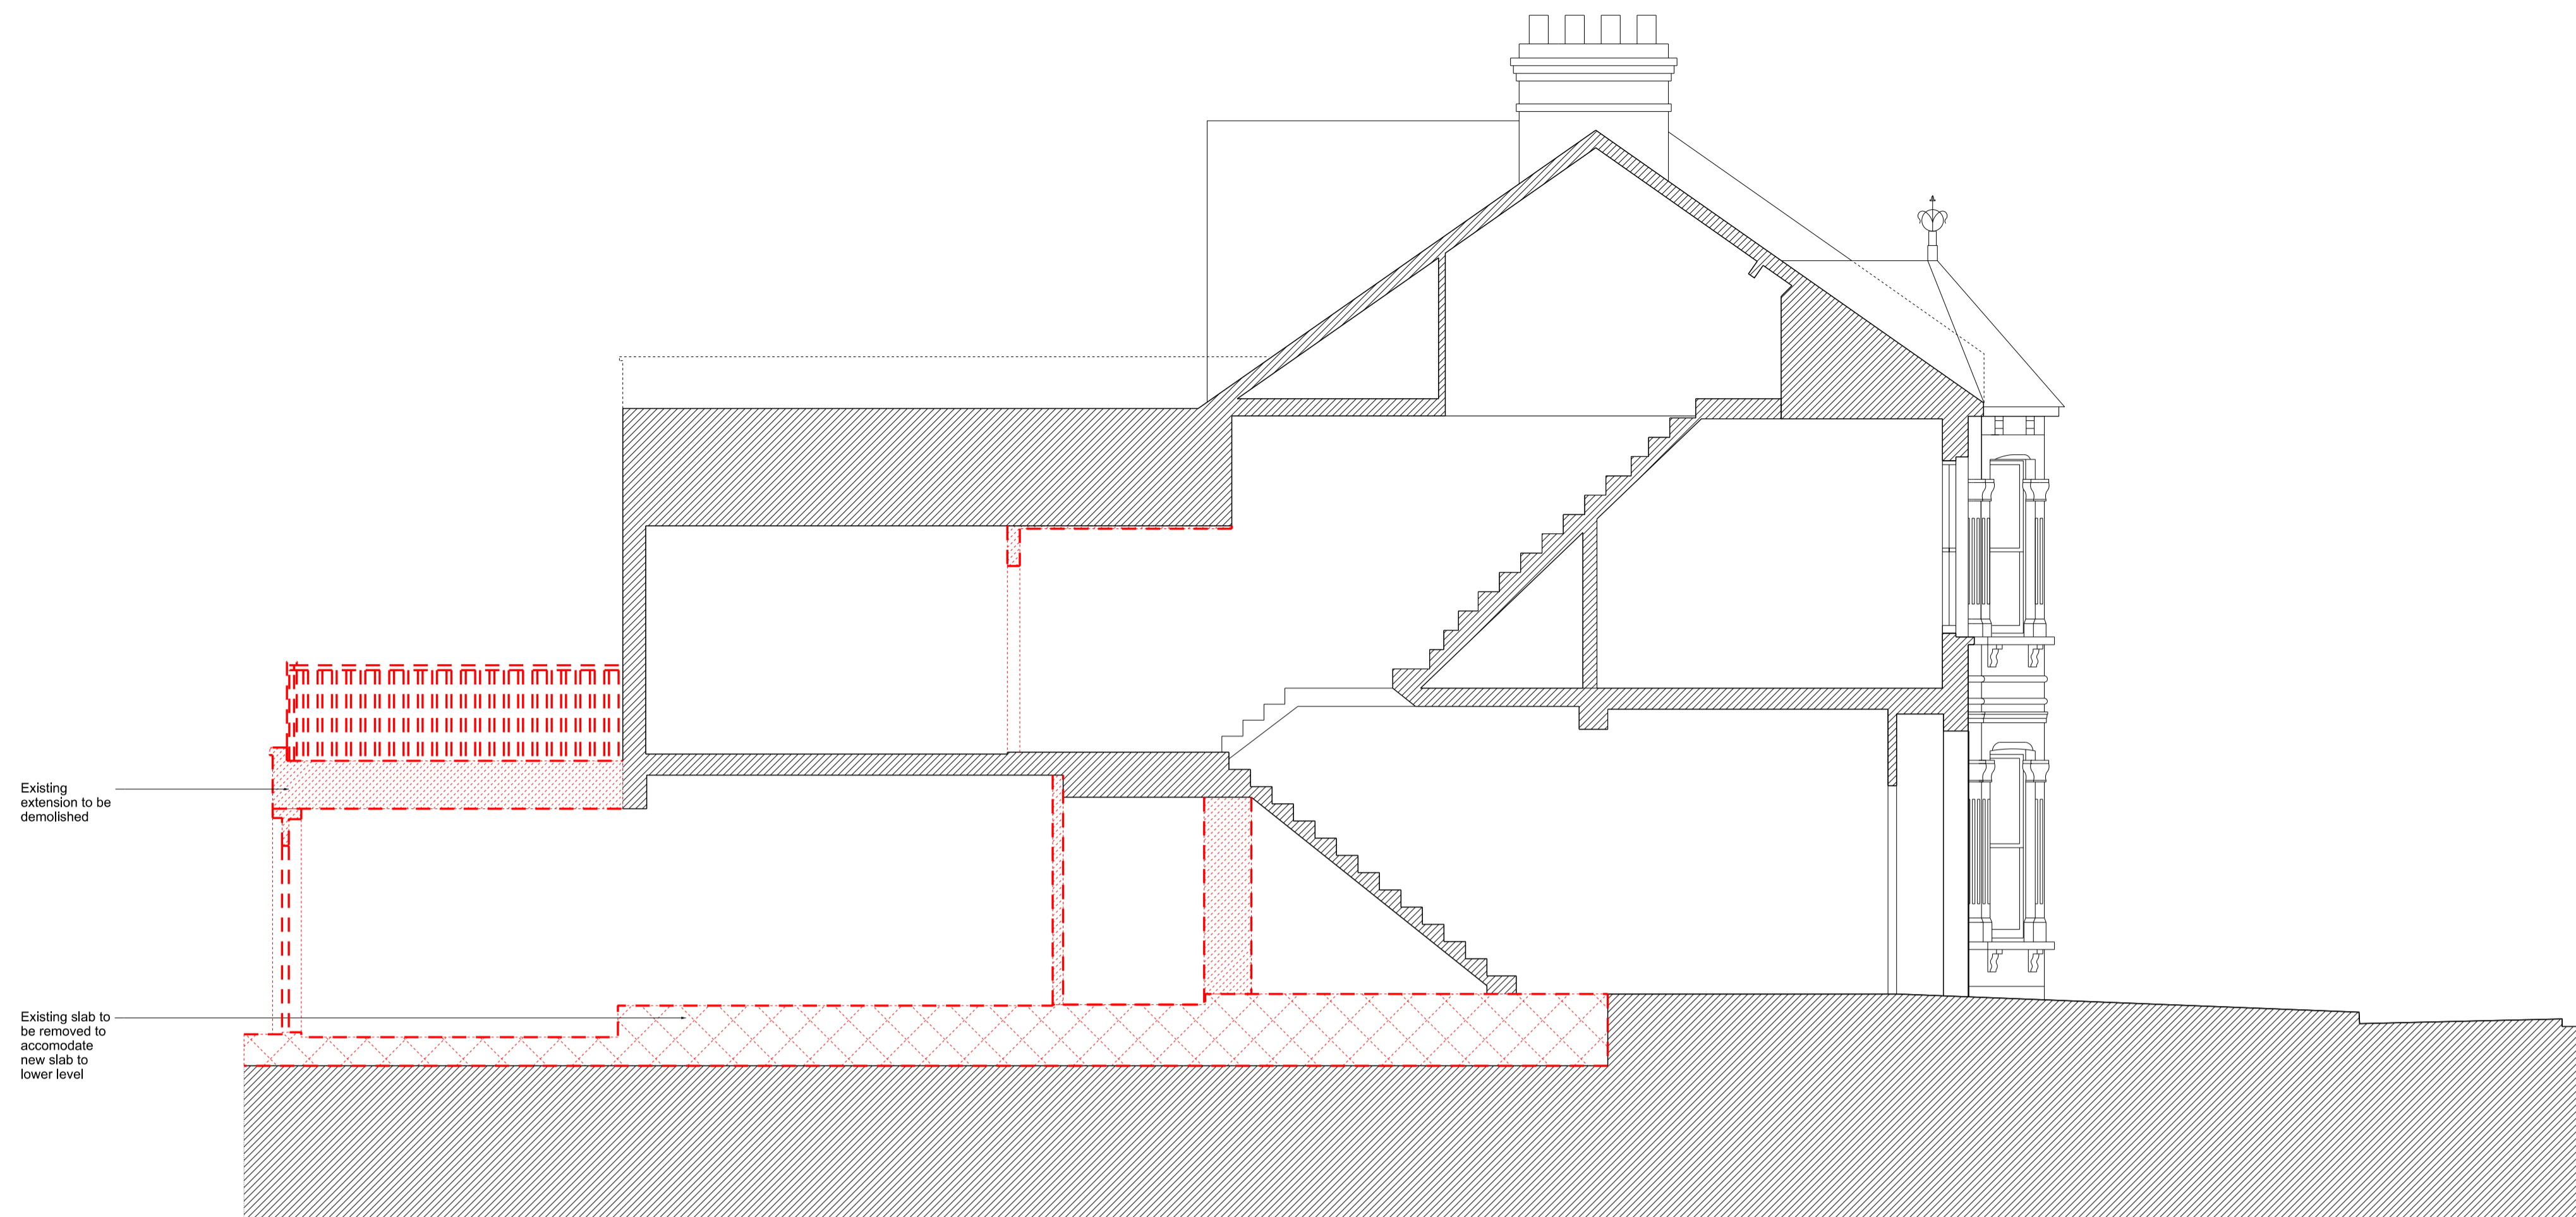 Existing
extension to be
demolished
Existing slab to
be removed to
accomodate
new slab to
lower level